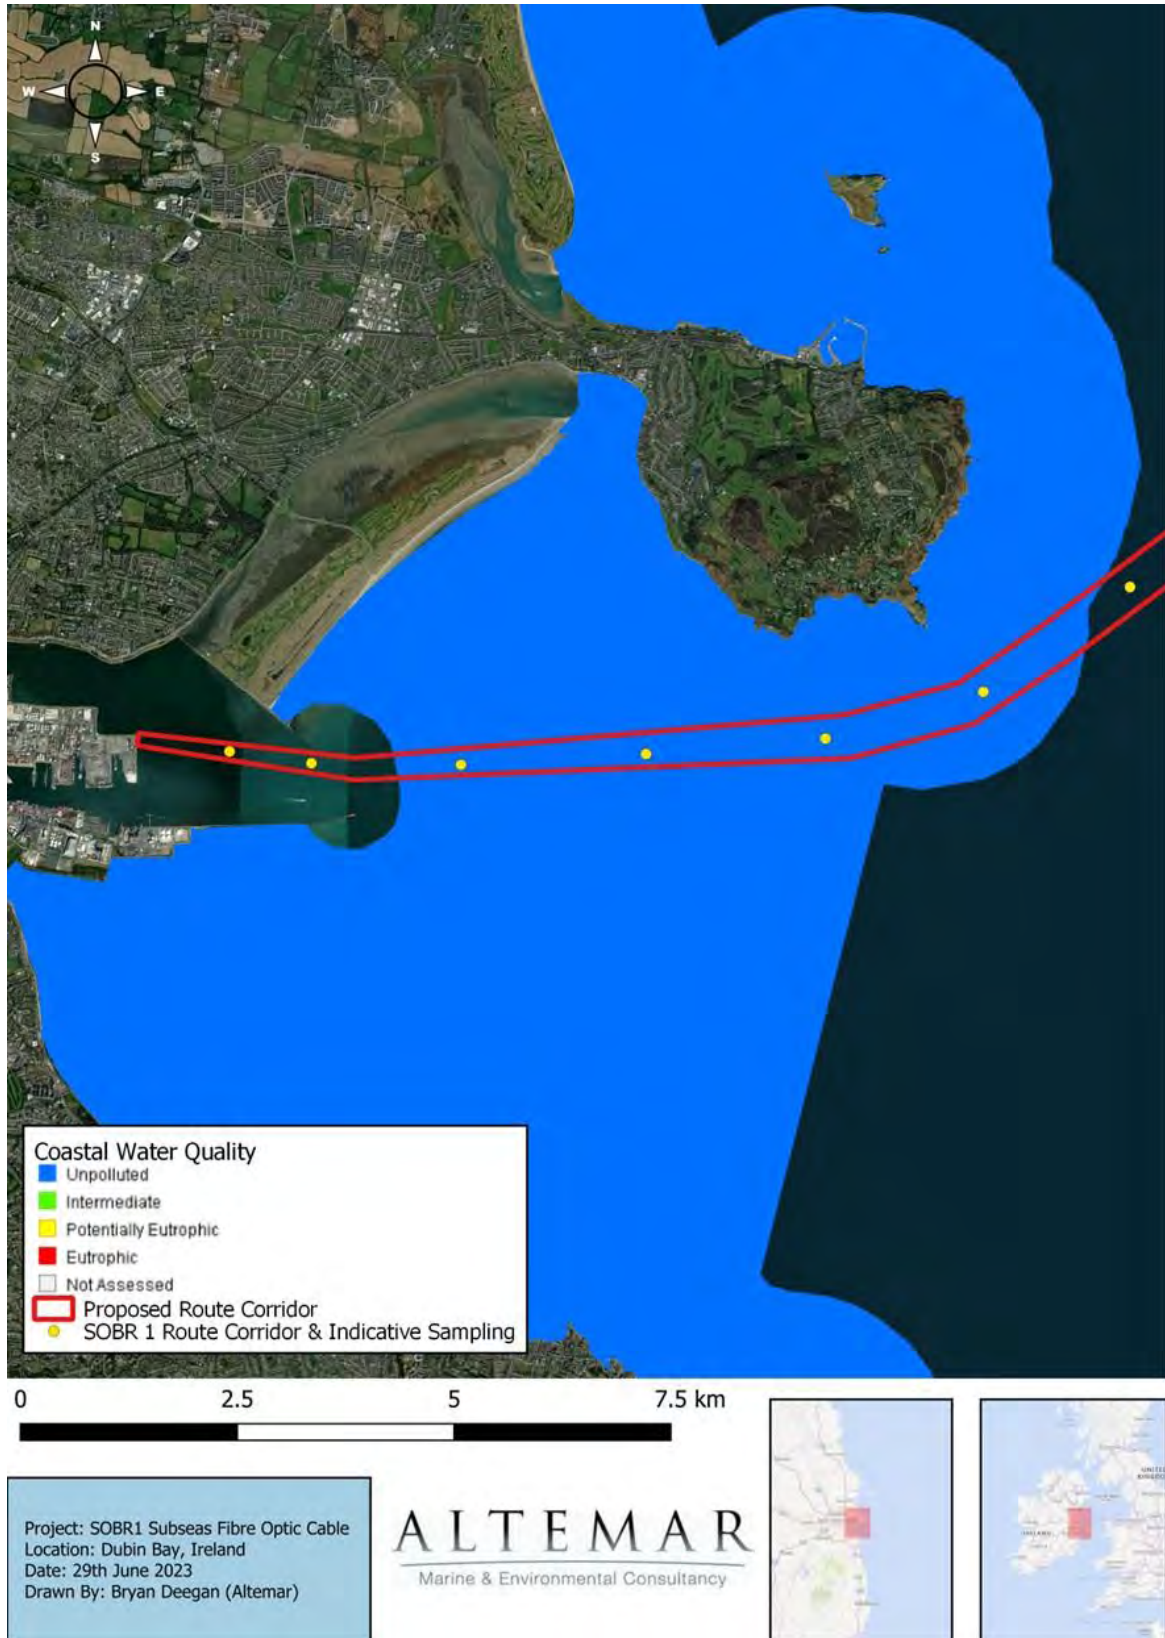 N
W E
S
Coastal Water Quality
Unpolluted
Intermediate
Potentially Eutrophic
Eutrophic
Not Assessed
Proposed Route Corridor
SOBR 1 Route Corridor & Indicative Sampling
0 2.5 5 7.5 km
Project: SOBR1 Subseas Fibre Optic Cable
Location: Dubin Bay, Ireland
Date: 29th June 2023
Drawn By: Bryan Deegan (Altemar)
ALTEMAR
Marine & Environmental Consultancy